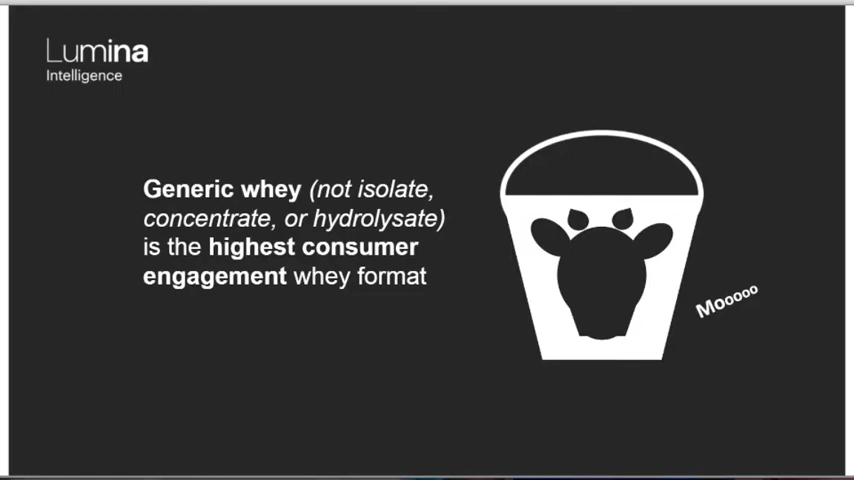 Lumina
Intelligence
Generic whey (not isolate,
concentrate, or hydrolysate)
is the highest consumer
engagement whey format
Mooooo